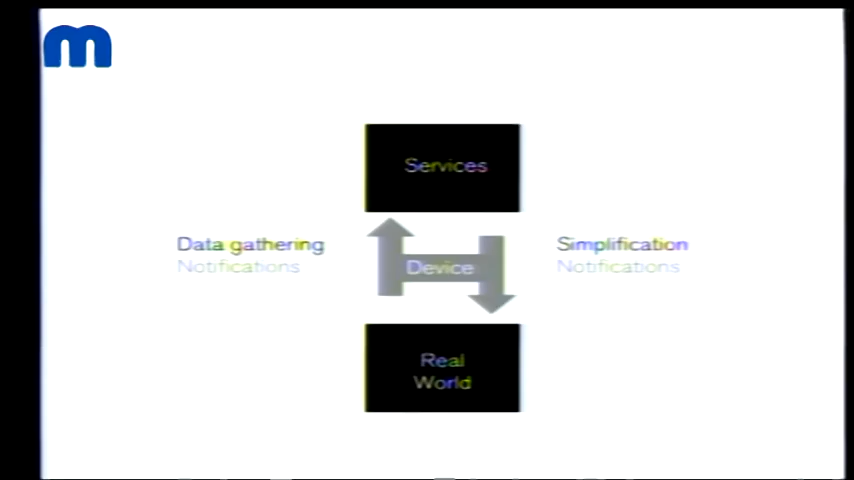 m
Services
Data gathering
Notifications
Device
Simplification
Notifications
Real
World